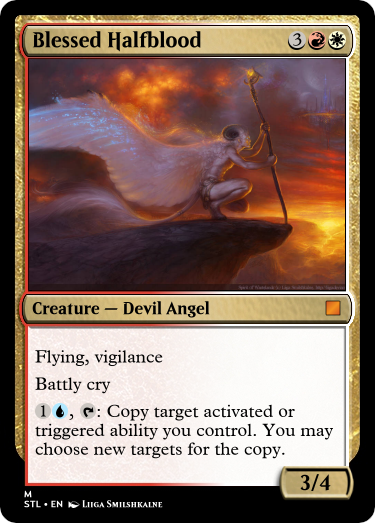 Blessed Halfblood 3
Creature — Devil Angel
Flying, vigilance
Battly cry
1, : Copy target activated or
triggered ability you control. You may
choose new targets for the copy.
3/4
M
STL • EN Liiga Smilshkalne